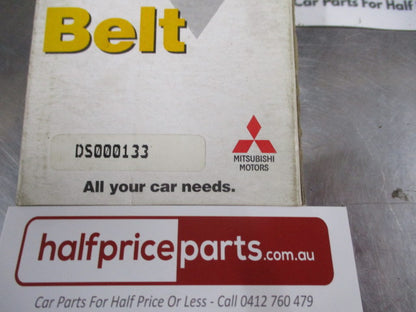 Car Parts For Half
Belt
DS000133
MITSUBISHI
MOTORS
All your car needs.
halfpriceparts.com.au
Car Parts For Half Price Or Less - Call 0412 760 479